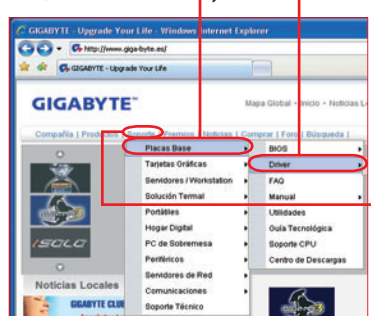 GIGABYTE - Upgrade Your Life - Windows Internet Explorer
http://www.giga-byte.es/
GIGABYTE - Upgrade Your Life
GIGABYTE™
Mapa Global - Inicio - Noticias L
Compañía | Productos | Soporte | Premios | Noticias | Comprar | Foro | Búsqueda |
Placas Base
Tarjetas Gráficas
Servidores / Workstation
Solución Termal
Portátiles
Hogar Digital
PC de Sobremesa
Periféricos
Servidores de Red
Comunicaciones
Soporte Técnico
BIOS
Driver
FAQ
Manual
Utilidades
Guía Tecnológica
Soporte CPU
Centro de Descargas
Noticias Locales
GIGABYTE CLUB